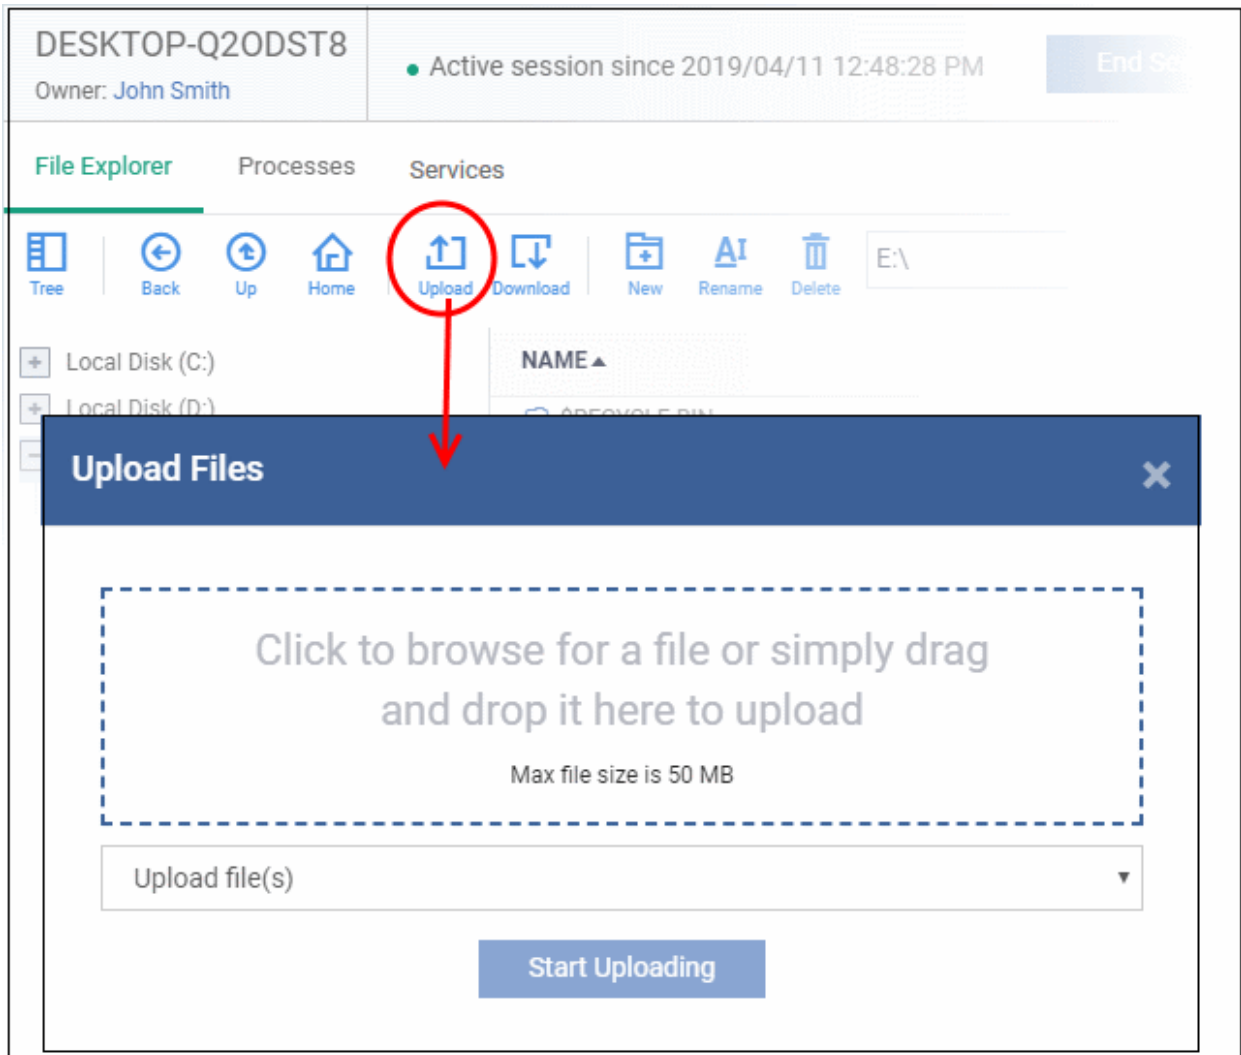 DESKTOP-Q2ODST8
Owner: John Smith
Active session since 2019/04/11 12:48:28 PM
End
File Explorer Processes Services
Tree Back Up Home Upload Download New Rename Delete E:\
Local Disk (C:)
NAME
Local Disk (D:)
$RECYCLE.BIN
Upload Files
Click to browse for a file or simply drag
and drop it here to upload
Max file size is 50 MB
Upload file(s)
Start Uploading